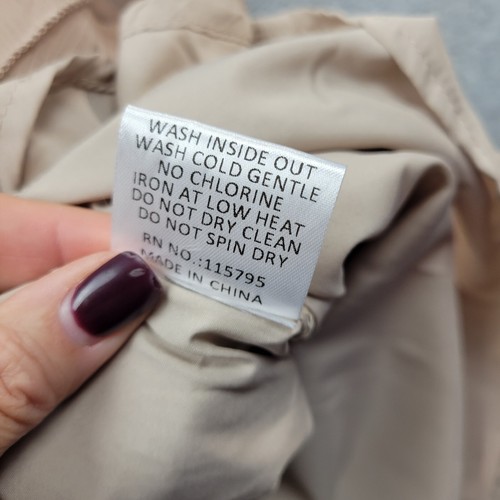 WASH INSIDE OUT
WASH COLD GENTLE
NO CHLORINE
IRON AT LOW HEAT
DO NOT DRY CLEAN
DO NOT SPIN DRY
RN NO.:115795
MADE IN CHINA